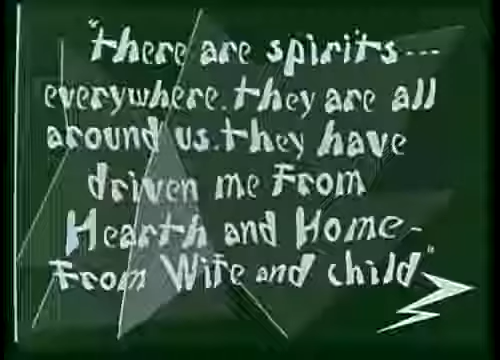 "there are spirits---
everywhere. they are all
around us. they have
driven me From
Hearth and Home-
From Wife and child"